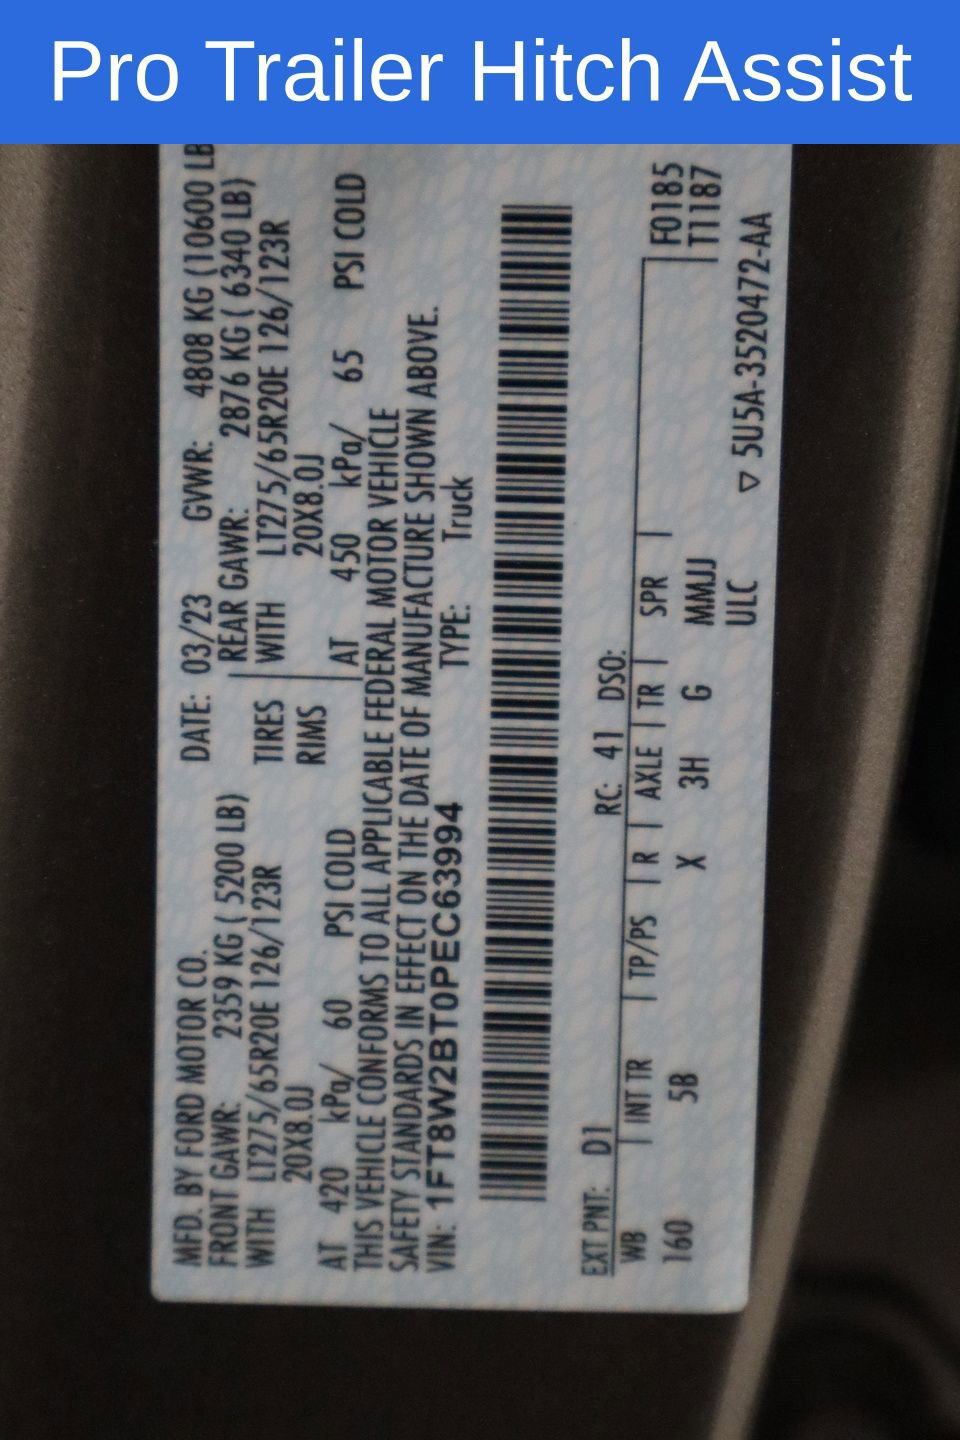 Pro Trailer Hitch Assist
MFD. BY FORD MOTOR CO. DATE: 03/23 GVWR: 4808 KG (10600 LB
FRONT GAWR: 2359 KG ( 5200 LB) REAR GAWR: 2876 KG ( 6340 LB)
WITH LT275/65R20E 126/123R TIRES WITH LT275/65R20E 126/123R
20X8.0J RIMS 20X8.0J
AT 420 kPa/ 60 PSI COLD AT 450 kPa/ 65 PSI COLD
THIS VEHICLE CONFORMS TO ALL APPLICABLE FEDERAL MOTOR VEHICLE
SAFETY STANDARDS IN EFFECT ON THE DATE OF MANUFACTURE SHOWN ABOVE.
VIN: 1FT8W2BT0PEC63994 TYPE: Truck
EXT PNT: D1 RC: 41 DSO:
WB INT TR TP/PS R AXLE TR SPR F0185
160 5B X 3H G MMJJ T1187
ULC ▽ 5U5A-3520472-AA